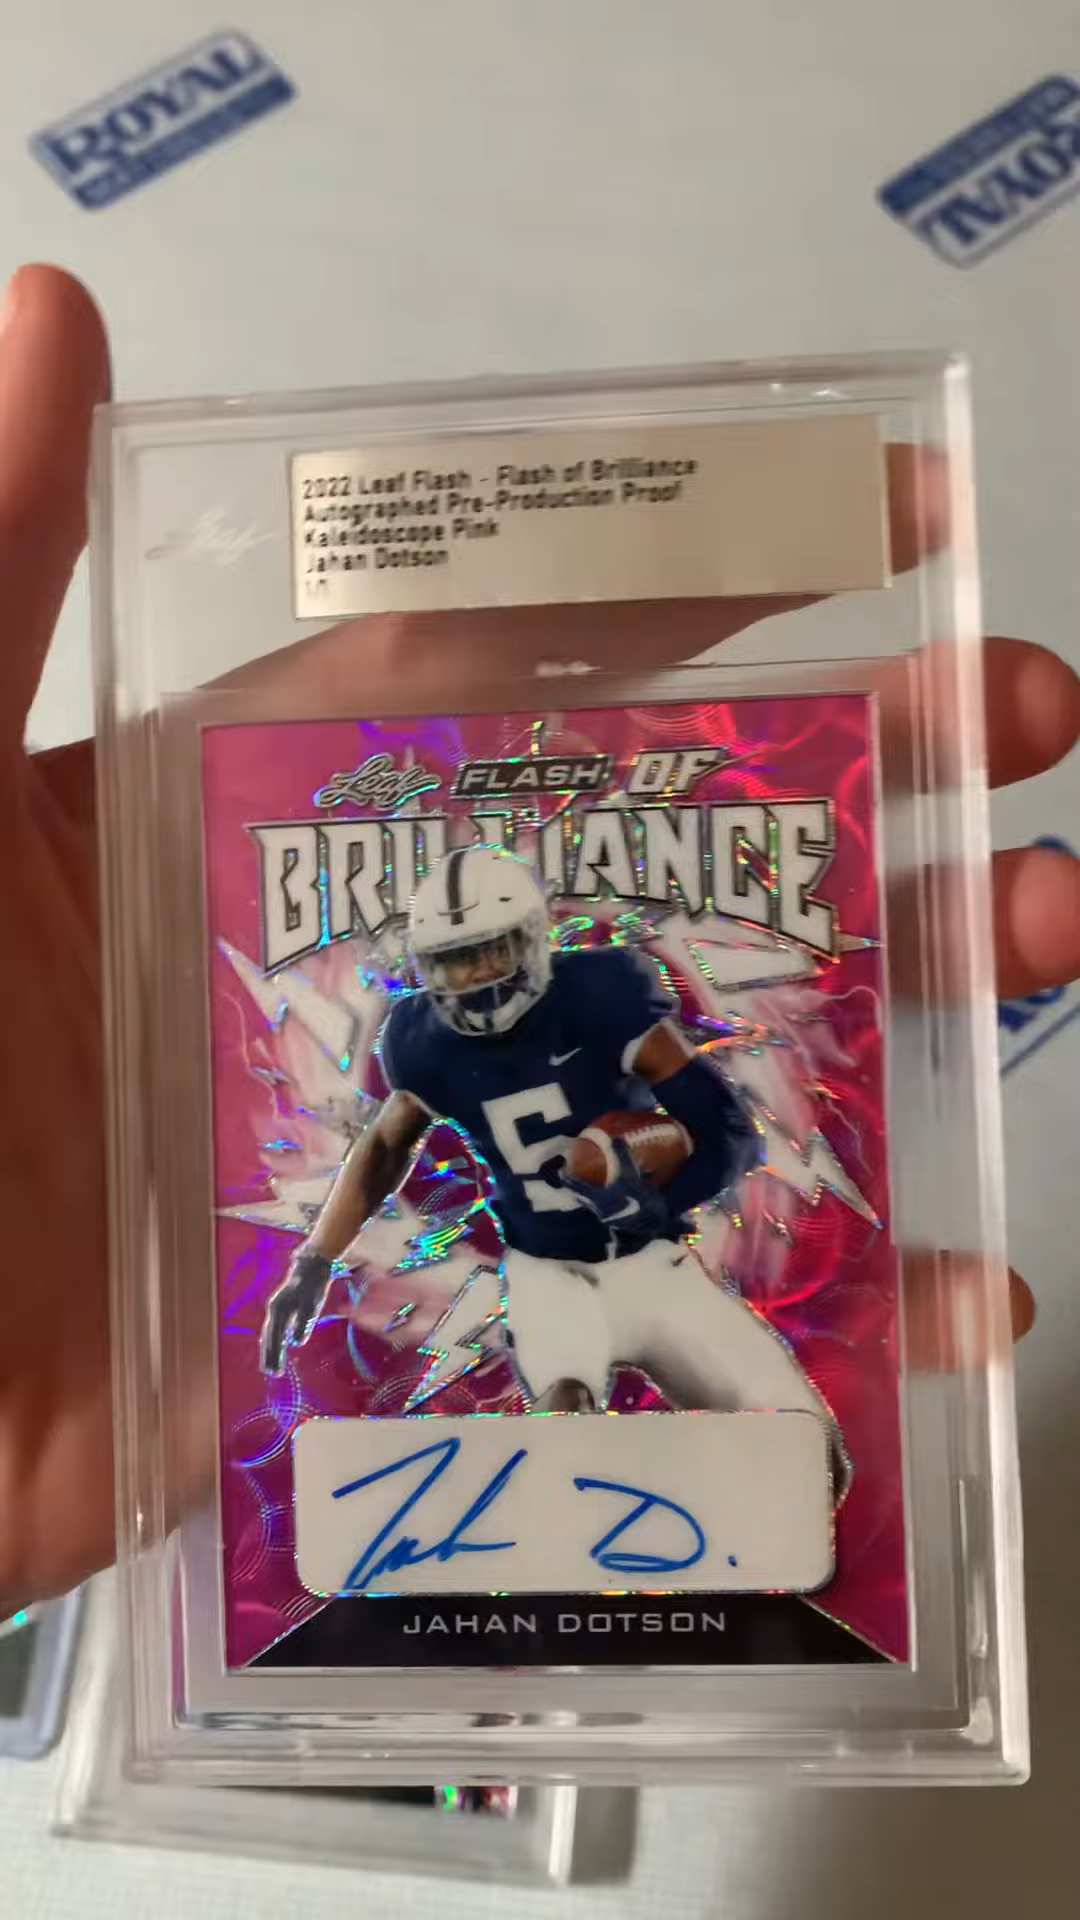 ROYAL
ROYAL
Leaf
2022 Leaf Flash - Flash of Brilliance
Autographed Pre-Production Proof
Kaleidoscope Pink
Jahan Dotson
1/1
Leaf FLASH OF
BRILLIANCE
5
JAHAN DOTSON